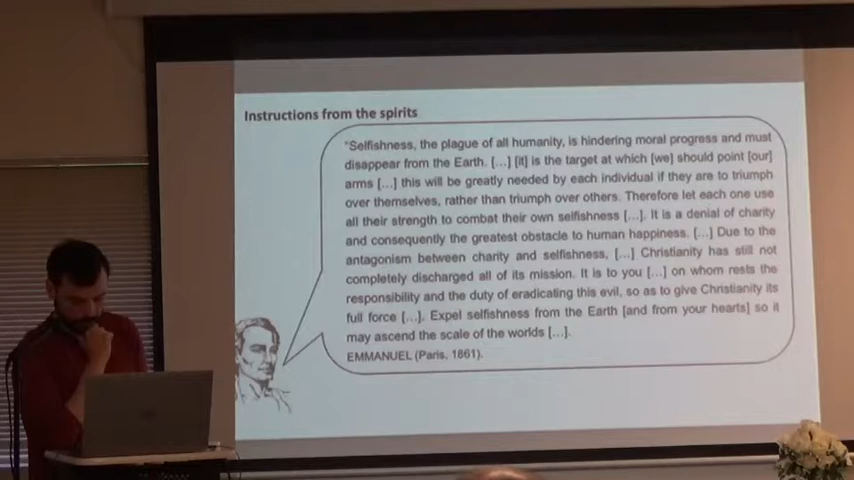 Instructions from the spirits
"Selfishness, the plague of all humanity, is hindering moral progress and must
disappear from the Earth. [...] [it] is the target at which [we] should point [our]
arms [...] this will be greatly needed by each individual if they are to triumph
over themselves, rather than triumph over others. Therefore let each one use
all their strength to combat their own selfishness [...]. It is a denial of charity
and consequently the greatest obstacle to human happiness. [...] Due to the
antagonism between charity and selfishness, [...] Christianity has still not
completely discharged all of its mission. It is to you [...] on whom rests the
responsibility and the duty of eradicating this evil, so as to give Christianity its
full force [...]. Expel selfishness from the Earth [and from your hearts] so it
may ascend the scale of the worlds [...].
EMMANUEL (Paris, 1861).